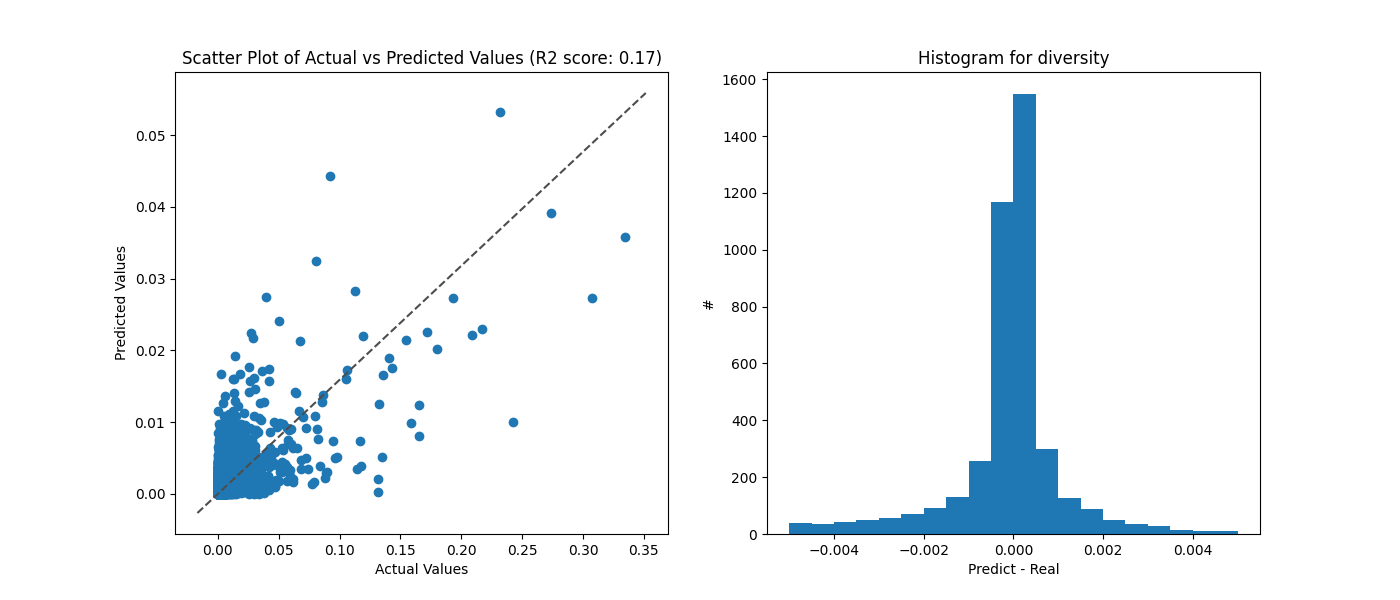 Scatter Plot of Actual vs Predicted Values (R2 score: 0.17)
0.05
0.04
0.03
0.02
0.01
0.00
Predicted Values
0.00 0.05 0.10 0.15 0.20 0.25 0.30 0.35
Actual Values
Histogram for diversity
1600
1400
1200
1000
800
600
400
200
0
#
−0.004 −0.002 0.000 0.002 0.004
Predict - Real